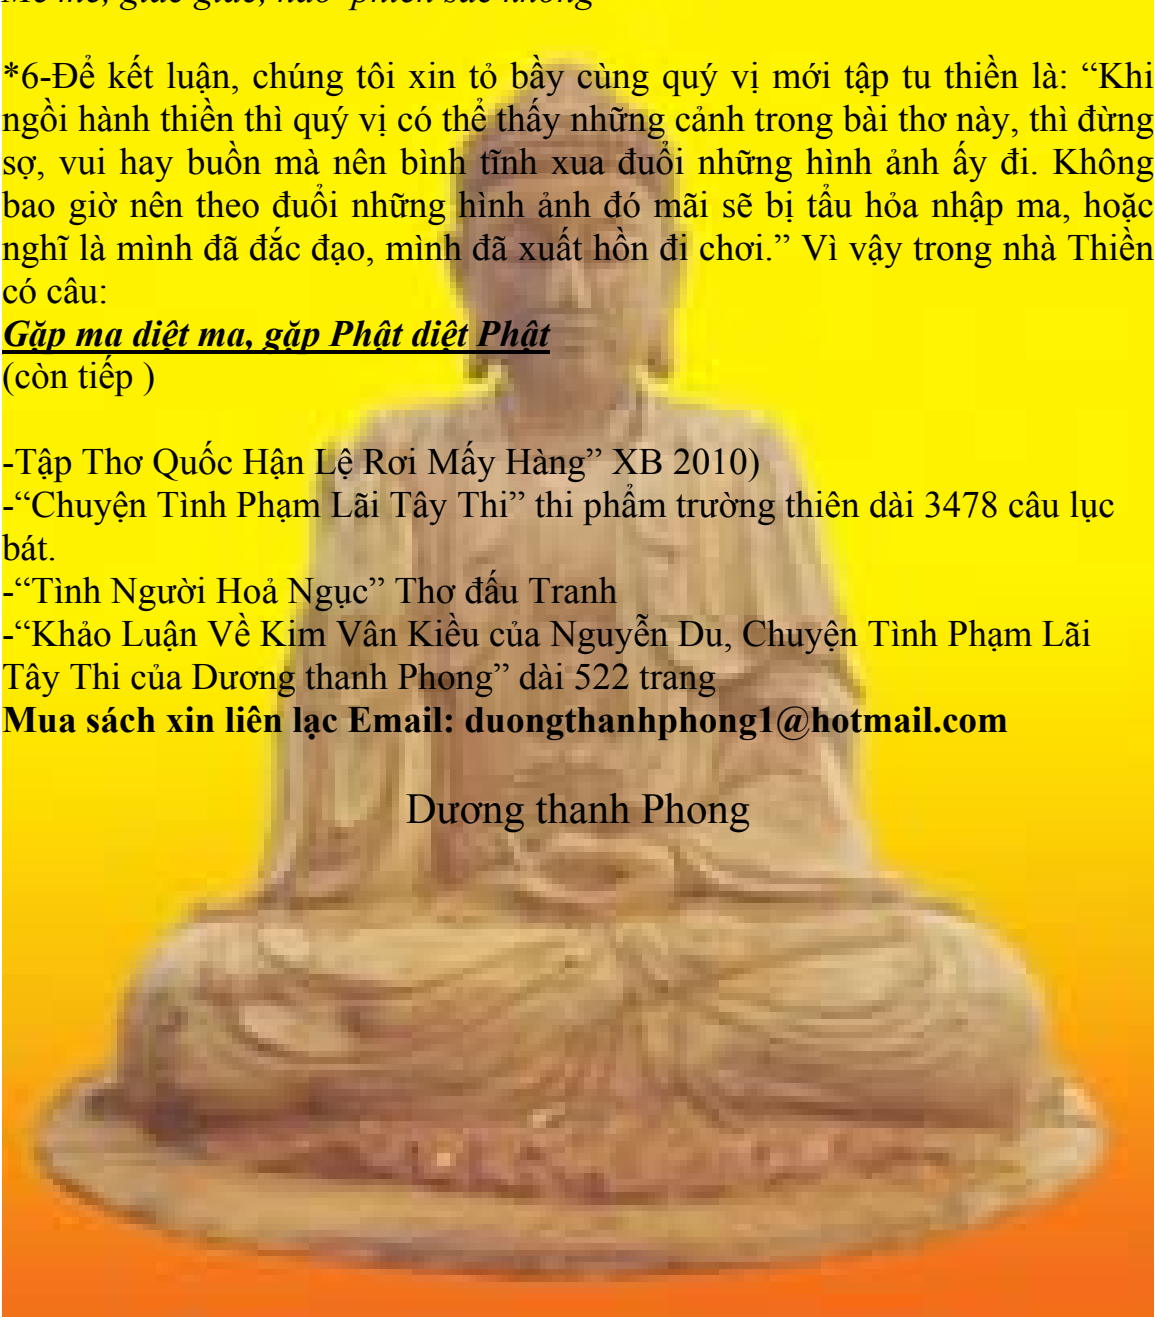 Mê mê, giác giác, não phiền sắc không
*6-Để kết luận, chúng tôi xin tỏ bầy cùng quý vị mới tập tu thiền là: “Khi
ngồi hành thiền thì quý vị có thể thấy những cảnh trong bài thơ này, thì đừng
sợ, vui hay buồn mà nên bình tĩnh xua đuổi những hình ảnh ấy đi. Không
bao giờ nên theo đuổi những hình ảnh đó mãi sẽ bị tẩu hỏa nhập ma, hoặc
nghĩ là mình đã đắc đạo, mình đã xuất hồn đi chơi.” Vì vậy trong nhà Thiền
có câu:
Gặp ma diệt ma, gặp Phật diệt Phật
(còn tiếp )
-Tập Thơ Quốc Hận Lệ Rơi Mấy Hàng” XB 2010)
-“Chuyện Tình Phạm Lãi Tây Thi” thi phẩm trường thiên dài 3478 câu lục
bát.
-“Tình Người Hoả Ngục” Thơ đấu Tranh
-“Khảo Luận Về Kim Vân Kiều của Nguyễn Du, Chuyện Tình Phạm Lãi
Tây Thi của Dương thanh Phong” dài 522 trang
Mua sách xin liên lạc Email: duongthanhphong1@hotmail.com
Dương thanh Phong